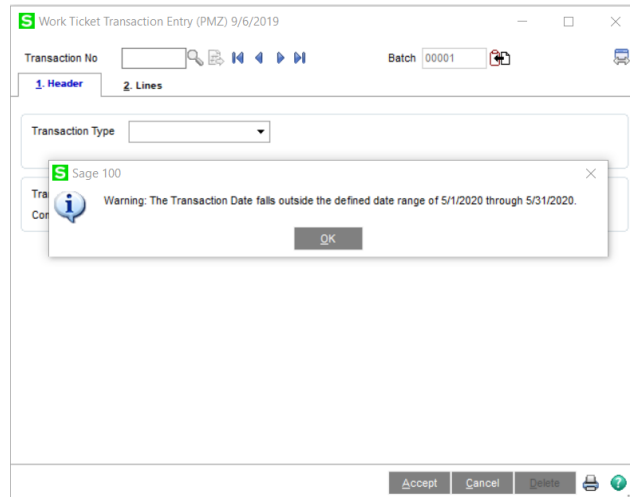 S Work Ticket Transaction Entry (PMZ) 9/6/2019
Transaction No Batch 00001
1. Header 2. Lines
Transaction Type
S Sage 100
Tra
Warning: The Transaction Date falls outside the defined date range of 5/1/2020 through 5/31/2020.
Cor
OK
Accept Cancel Delete